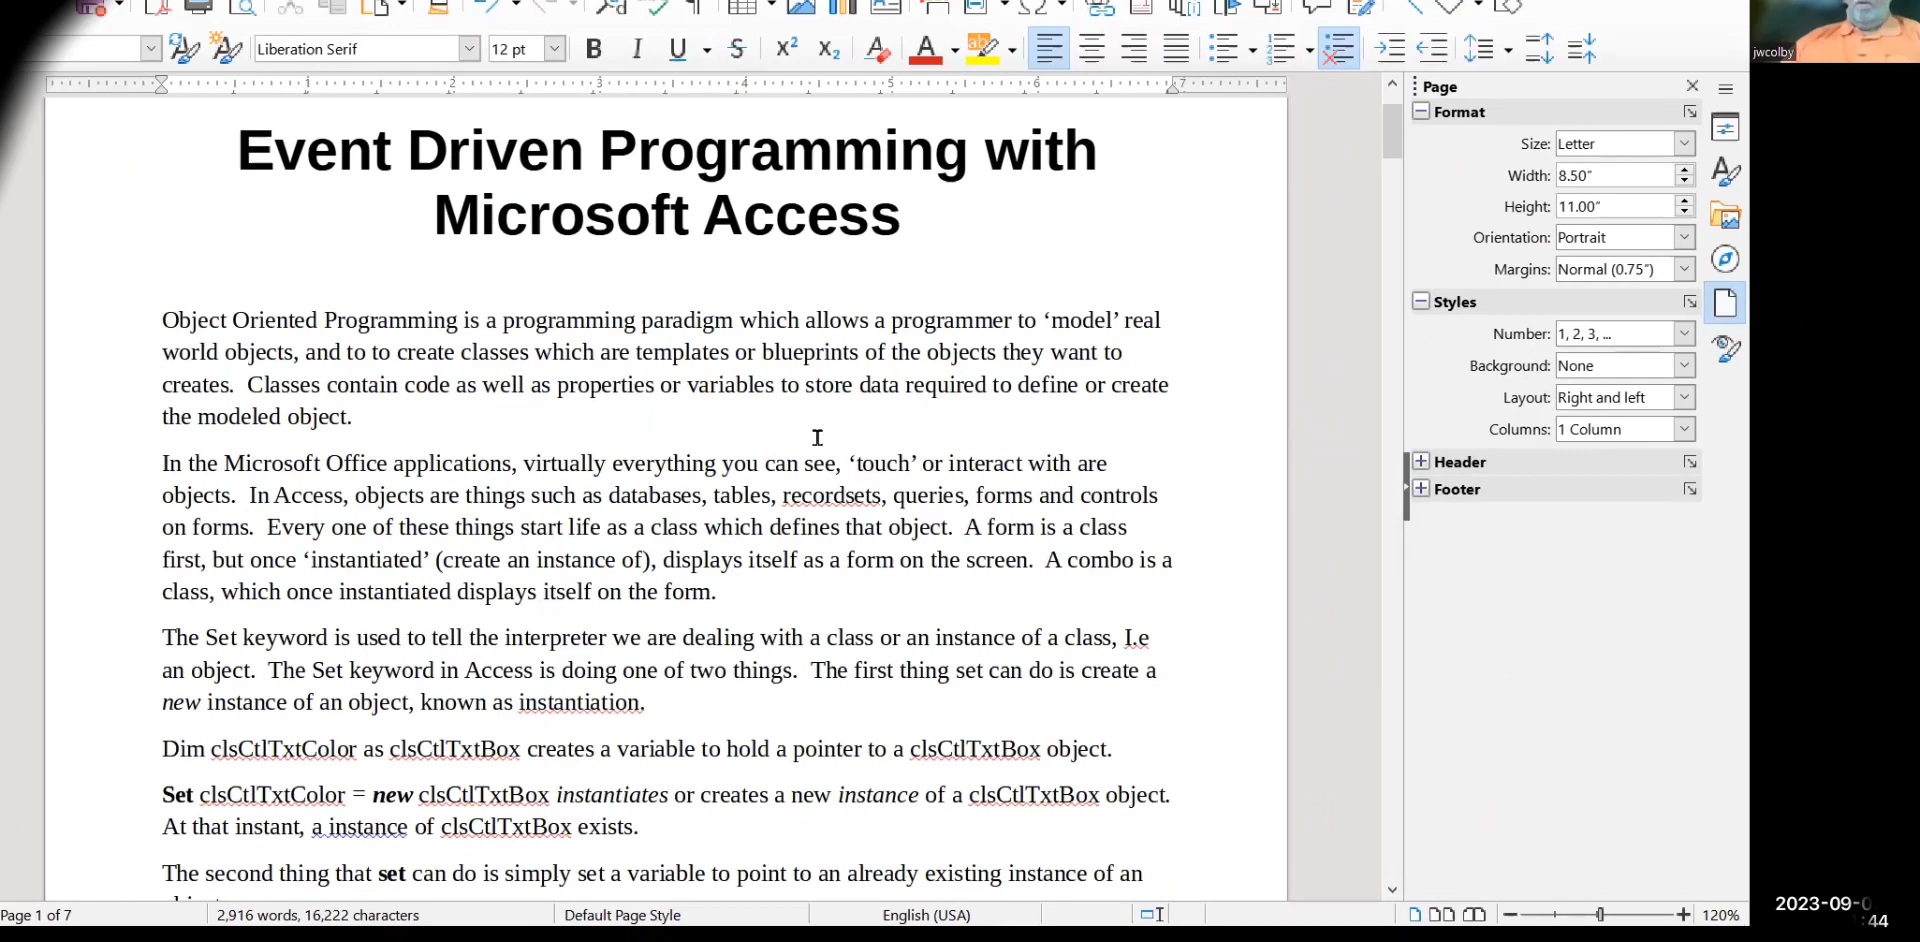 jwcolby
Liberation Serif
12 pt
1 2 3 4 5 6 7
Page
Format
Size: Letter
Width: 8.50″
Height: 11.00″
Orientation: Portrait
Margins: Normal (0.75″)
Styles
Number: 1, 2, 3, ...
Background: None
Layout: Right and left
Columns: 1 Column
Header
Footer
Event Driven Programming with
Microsoft Access
Object Oriented Programming is a programming paradigm which allows a programmer to ‘model’ real
world objects, and to to create classes which are templates or blueprints of the objects they want to
creates.  Classes contain code as well as properties or variables to store data required to define or create
the modeled object.
In the Microsoft Office applications, virtually everything you can see, ‘touch’ or interact with are
objects.  In Access, objects are things such as databases, tables, recordsets, queries, forms and controls
on forms.  Every one of these things start life as a class which defines that object.  A form is a class
first, but once ‘instantiated’ (create an instance of), displays itself as a form on the screen.  A combo is a
class, which once instantiated displays itself on the form.
The Set keyword is used to tell the interpreter we are dealing with a class or an instance of a class, I.e
an object.  The Set keyword in Access is doing one of two things.  The first thing set can do is create a
new instance of an object, known as instantiation.
Dim clsCtlTxtColor as clsCtlTxtBox creates a variable to hold a pointer to a clsCtlTxtBox object.
Set clsCtlTxtColor = new clsCtlTxtBox instantiates or creates a new instance of a clsCtlTxtBox object.
At that instant, a instance of clsCtlTxtBox exists.
The second thing that set can do is simply set a variable to point to an already existing instance of an
Page 1 of 7
2,916 words, 16,222 characters
Default Page Style
English (USA)
120%
2023-09-0
:44